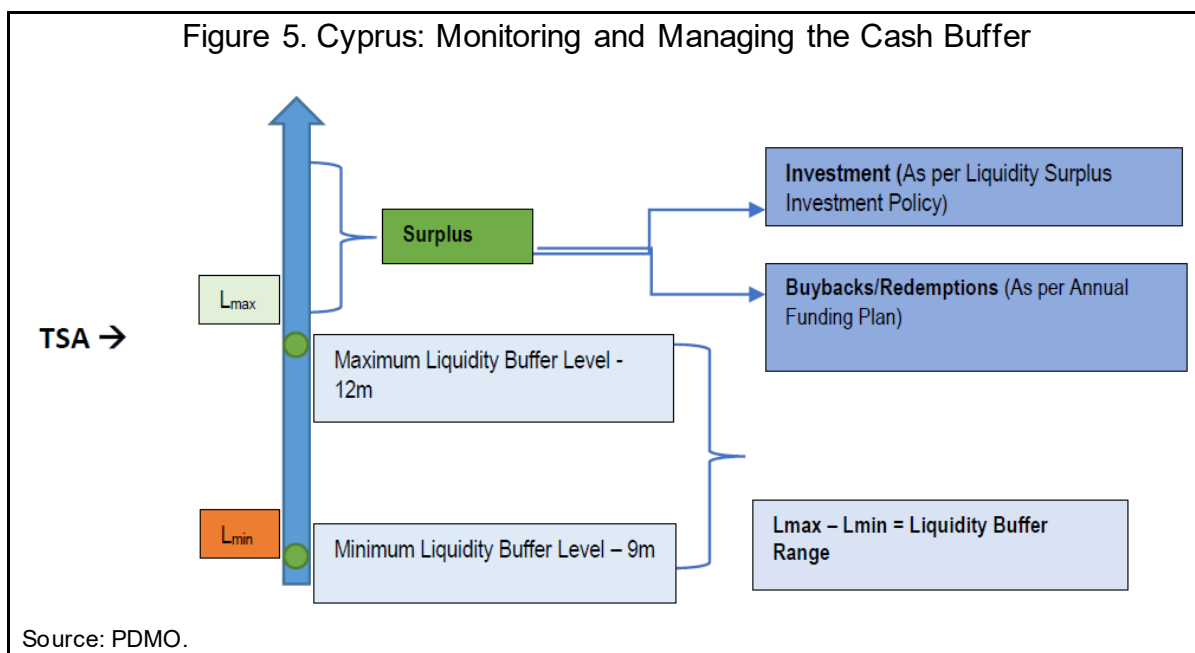 Figure 5. Cyprus: Monitoring and Managing the Cash Buffer
Investment (As per Liquidity Surplus
Investment Policy)
Surplus
Buybacks/Redemptions (As per Annual
Funding Plan)
Lmax
TSA →
Maximum Liquidity Buffer Level -
12m
Lmin
Minimum Liquidity Buffer Level – 9m
Lmax – Lmin = Liquidity Buffer
Range
Source: PDMO.